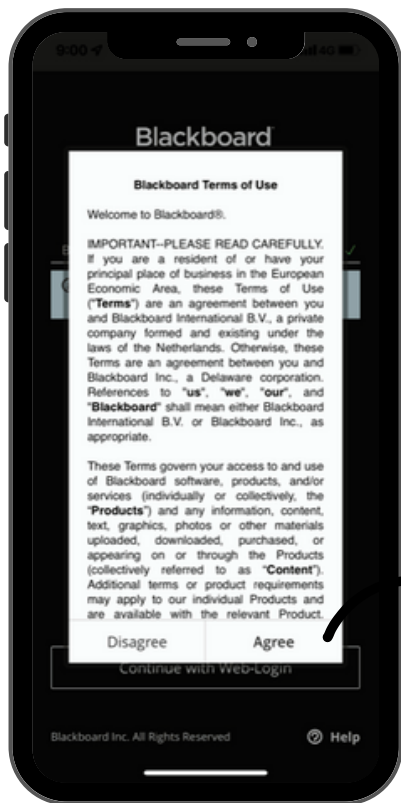 9:00
4G
Blackboard
Blackboard Terms of Use
Welcome to Blackboard®.
IMPORTANT--PLEASE READ CAREFULLY.
If you are a resident of or have your
principal place of business in the European
Economic Area, these Terms of Use
("Terms") are an agreement between you
and Blackboard International B.V., a private
company formed and existing under the
laws of the Netherlands. Otherwise, these
Terms are an agreement between you and
Blackboard Inc., a Delaware corporation.
References to "us", "we", "our", and
"Blackboard" shall mean either Blackboard
International B.V. or Blackboard Inc., as
appropriate.
These Terms govern your access to and use
of Blackboard software, products, and/or
services (individually or collectively, the
"Products") and any information, content,
text, graphics, photos or other materials
uploaded, downloaded, purchased, or
appearing on or through the Products
(collectively referred to as "Content").
Additional terms or product requirements
may apply to our individual Products and
are available with the relevant Product.
Disagree Agree
Continue with Web-Login
Blackboard Inc. All Rights Reserved Help